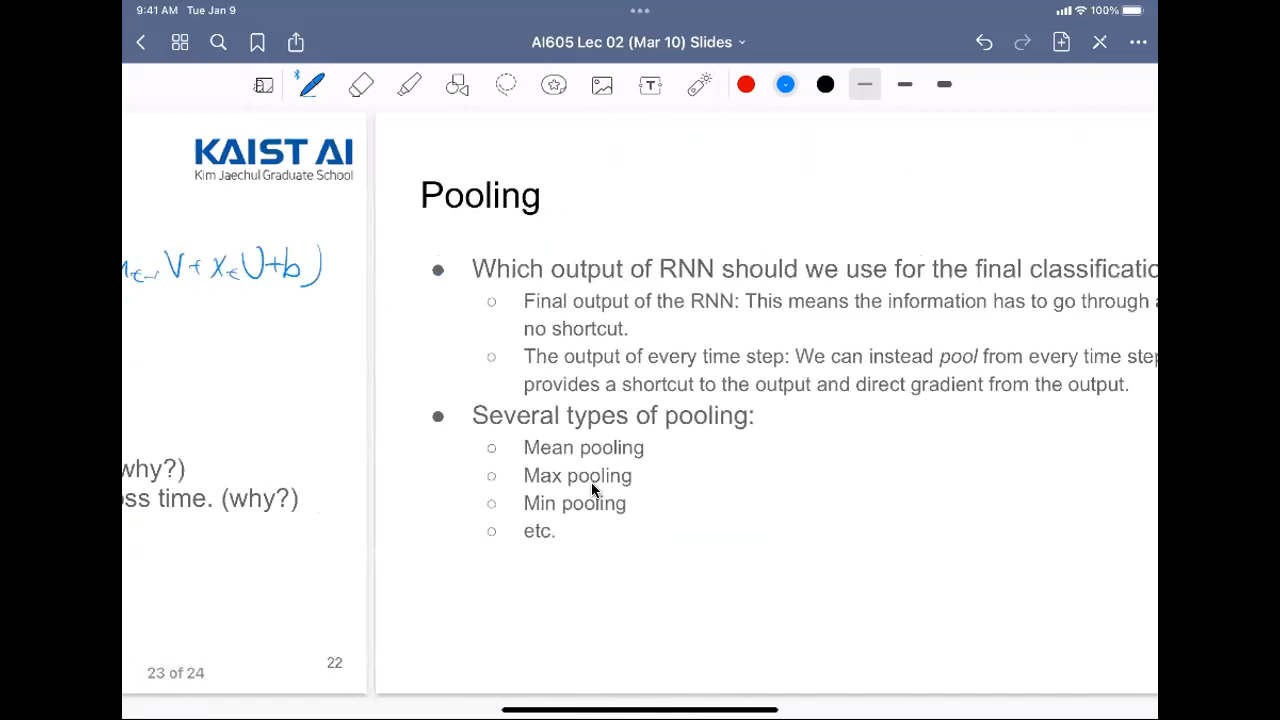 9:41 AM Tue Jan 9
100%
AI605 Lec 02 (Mar 10) Slides
KAIST AI
Kim Jaechul Graduate School
V + x_t U + b )
why?)
oss time. (why?)
22
23 of 24
Pooling
Which output of RNN should we use for the final classificatio
Final output of the RNN: This means the information has to go through a
no shortcut.
The output of every time step: We can instead pool from every time step
provides a shortcut to the output and direct gradient from the output.
Several types of pooling:
Mean pooling
Max pooling
Min pooling
etc.